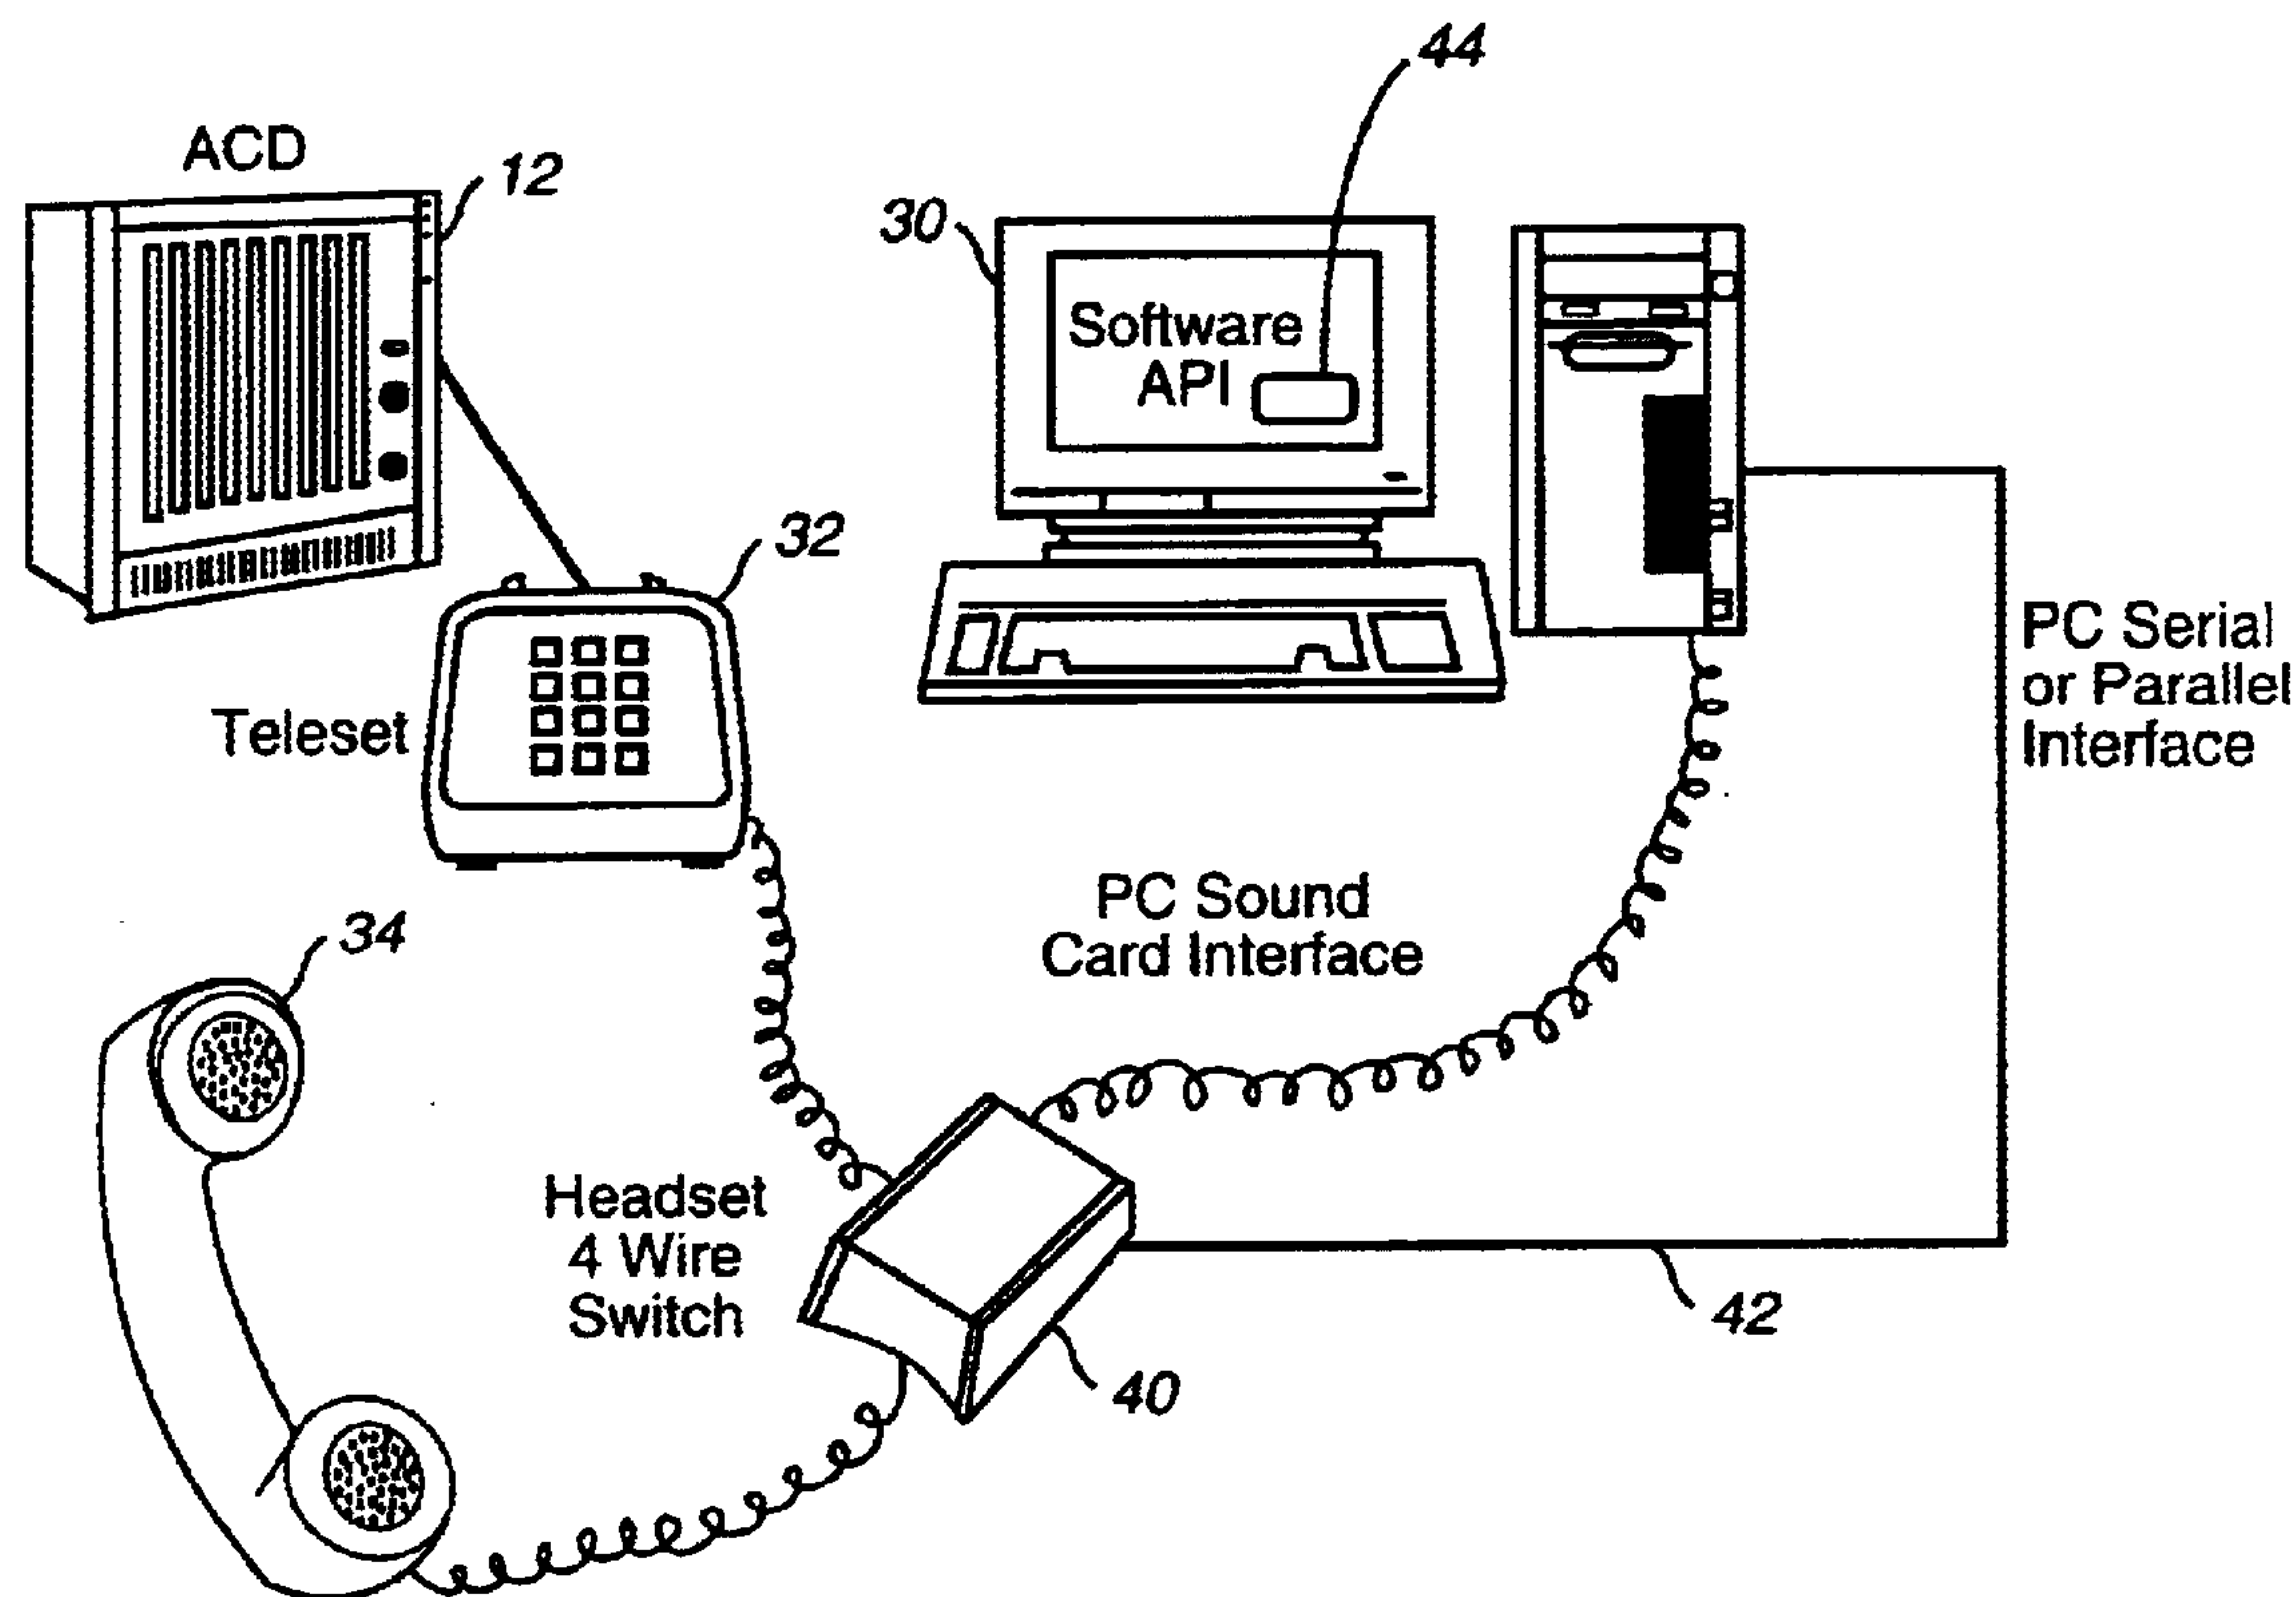 44
ACD
12
30
Software
API
32
Teleset
PC Serial
or Parallel
Interface
PC Sound
Card Interface
34
Headset
4 Wire
Switch
42
40